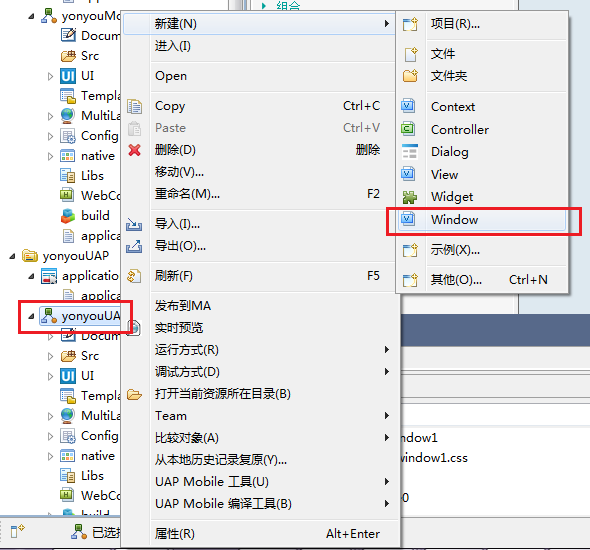 组合
yonyouMo
Docum
Src
UI
Templa
MultiLa
Config
native
Libs
WebCo
build
applica
yonyouUAP
application
applica
yonyouUA
Docum
Src
UI
Templa
MultiLa
Config
native
Libs
WebCo
build
已选择
新建(N)
进入(I)
Open
Copy Ctrl+C
Paste Ctrl+V
删除(D) 删除
移动(V)...
重命名(M)... F2
导入(I)...
导出(O)...
刷新(F) F5
发布到MA
实时预览
运行方式(R)
调试方式(D)
打开当前资源所在目录(B)
Team
比较对象(A)
从本地历史记录复原(Y)...
UAP Mobile 工具(U)
UAP Mobile 编译工具(B)
属性(R) Alt+Enter
项目(R)...
文件
文件夹
Context
Controller
Dialog
View
Widget
Window
示例(X)...
其他(O)... Ctrl+N
ndow1
window1.css
0